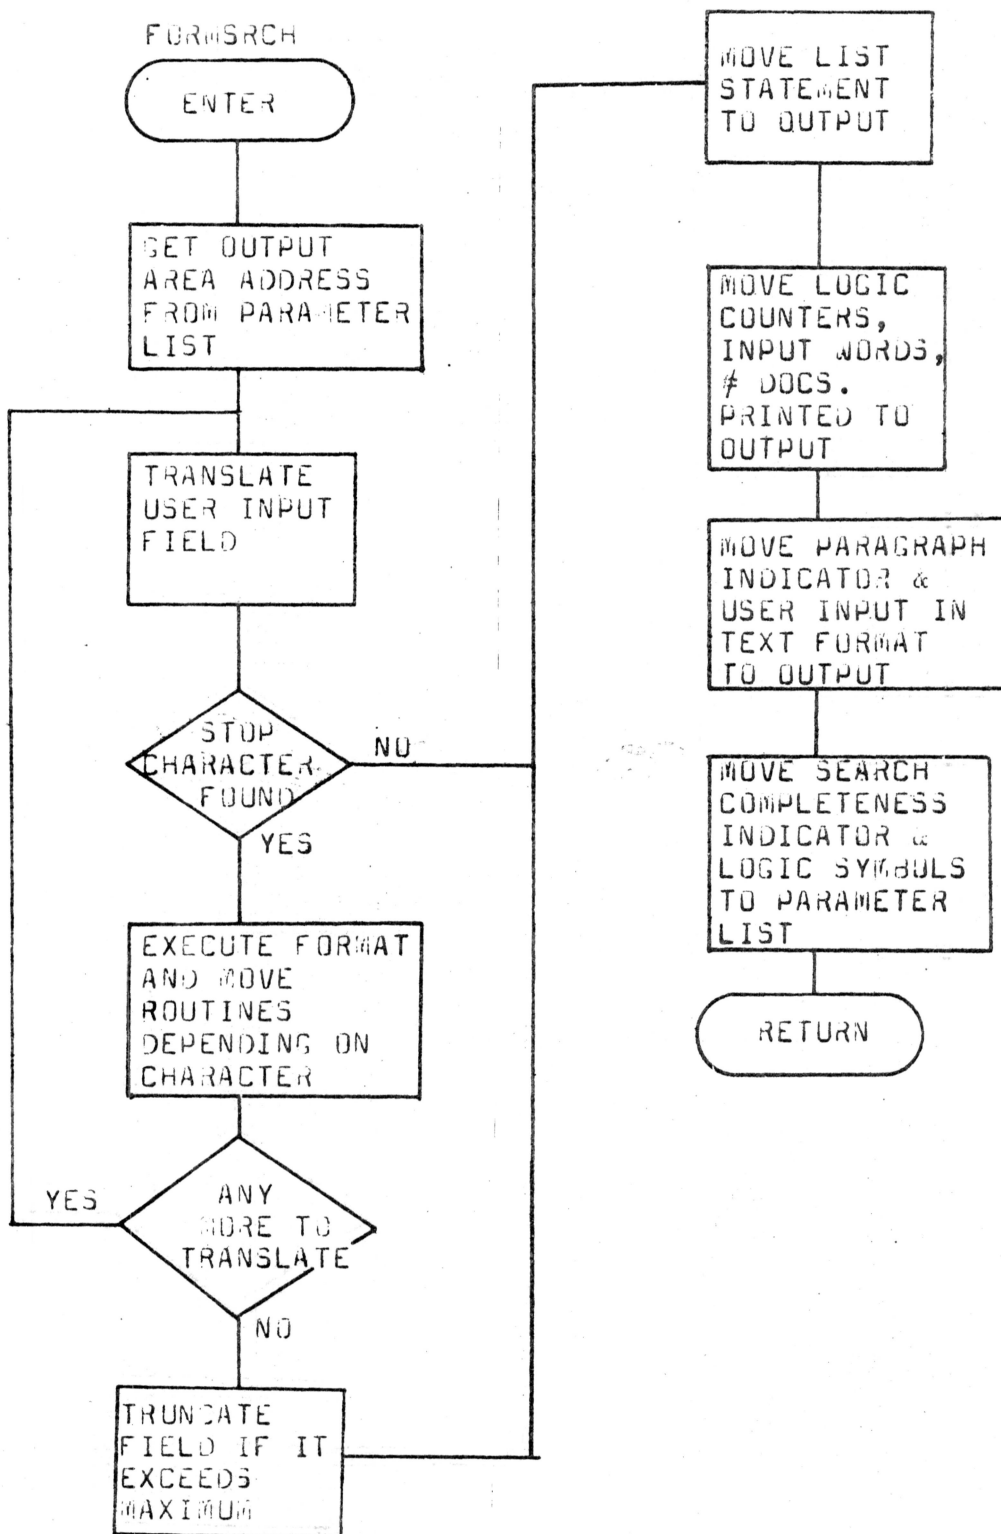 FORMSRCH
ENTER
GET OUTPUT
AREA ADDRESS
FROM PARAMETER
LIST
TRANSLATE
USER INPUT
FIELD
STOP
CHARACTER
FOUND
NO
YES
EXECUTE FORMAT
AND MOVE
ROUTINES
DEPENDING ON
CHARACTER
YES
ANY
MORE TO
TRANSLATE
NO
TRUNCATE
FIELD IF IT
EXCEEDS
MAXIMUM
MOVE LIST
STATEMENT
TO OUTPUT
MOVE LOGIC
COUNTERS,
INPUT WORDS,
# DOCS.
PRINTED TO
OUTPUT
MOVE PARAGRAPH
INDICATOR &
USER INPUT IN
TEXT FORMAT
TO OUTPUT
MOVE SEARCH
COMPLETENESS
INDICATOR &
LOGIC SYMBOLS
TO PARAMETER
LIST
RETURN